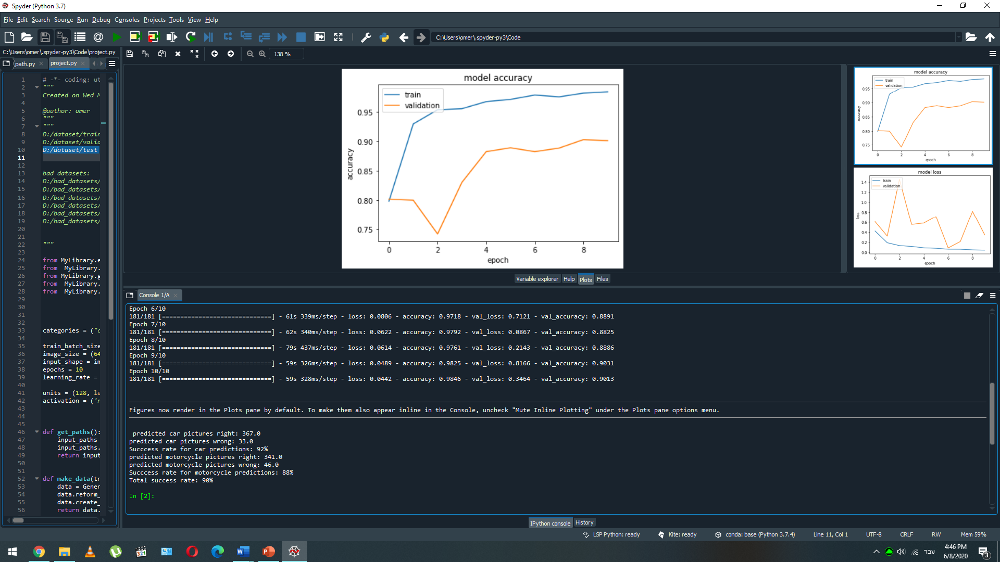 Spyder (Python 3.7)
File Edit Search Source Run Debug Consoles Projects Tools View Help
C:\Users\omer\.spyder-py3\Code
C:\Users\omer\.spyder-py3\Code\project.py
_path.py project.py
138 %
1 # -*- coding: ut
2 """
3 Created on Wed M
4
5 @author: omer
6 """
7 """
8 D:/dataset/train
9 D:/dataset/valid
10 D:/dataset/test
11
12
13 bad datasets:
14 D:/bad_datasets/
15 D:/bad_datasets/
16 D:/bad_datasets/
17 D:/bad_datasets/
18 D:/bad_datasets/
19 D:/bad_datasets/
20
21
22 """
23
24 from MyLibrary.e
25 from MyLibrary.
26 from MyLibrary.g
27 from MyLibrary.
28 from MyLibrary.
29
30
31
32
33 categories = ("c
34
35 train_batch_size
36 image_size = (64
37 input_shape = im
38 epochs = 10
39 learning_rate =
40
41 units = (128, le
42 activation = ('r
43
44
45
46 def get_paths():
47 input_paths
48 input_paths.
49 return input
50
51
52 def make_data(tr
53 data = Gener
54 data.reform_
55 data.create_
56 return data.
model accuracy
train
validation
0.95
0.90
0.85
0.80
0.75
accuracy
0 2 4 6 8
epoch
model accuracy
train
validation
0.95
0.90
0.85
0.80
0.75
accuracy
0 2 4 6 8
epoch
model loss
train
validation
1.4
1.2
1.0
0.8
0.6
0.4
0.2
0.0
loss
0 2 4 6 8
epoch
Variable explorer Help Plots Files
Console 1/A
Epoch 6/10
181/181 [==============================] - 61s 339ms/step - loss: 0.0806 - accuracy: 0.9718 - val_loss: 0.7121 - val_accuracy: 0.8891
Epoch 7/10
181/181 [==============================] - 62s 340ms/step - loss: 0.0622 - accuracy: 0.9792 - val_loss: 0.0867 - val_accuracy: 0.8825
Epoch 8/10
181/181 [==============================] - 79s 437ms/step - loss: 0.0614 - accuracy: 0.9761 - val_loss: 0.2143 - val_accuracy: 0.8886
Epoch 9/10
181/181 [==============================] - 59s 326ms/step - loss: 0.0489 - accuracy: 0.9825 - val_loss: 0.8166 - val_accuracy: 0.9031
Epoch 10/10
181/181 [==============================] - 59s 328ms/step - loss: 0.0442 - accuracy: 0.9846 - val_loss: 0.3464 - val_accuracy: 0.9013
Figures now render in the Plots pane by default. To make them also appear inline in the Console, uncheck "Mute Inline Plotting" under the Plots pane options menu.
predicted car pictures right: 367.0
predicted car pictures wrong: 33.0
Succcess rate for car predictions: 92%
predicted motorcycle pictures right: 341.0
predicted motorcycle pictures wrong: 46.0
Succcess rate for motorcycle predictions: 88%
Total success rate: 90%
In [2]:
IPython console History
LSP Python: ready Kite: ready conda: base (Python 3.7.4) Line 11, Col 1 UTF-8 CRLF RW Mem 59%
321
עבר
4:46 PM
6/8/2020
3